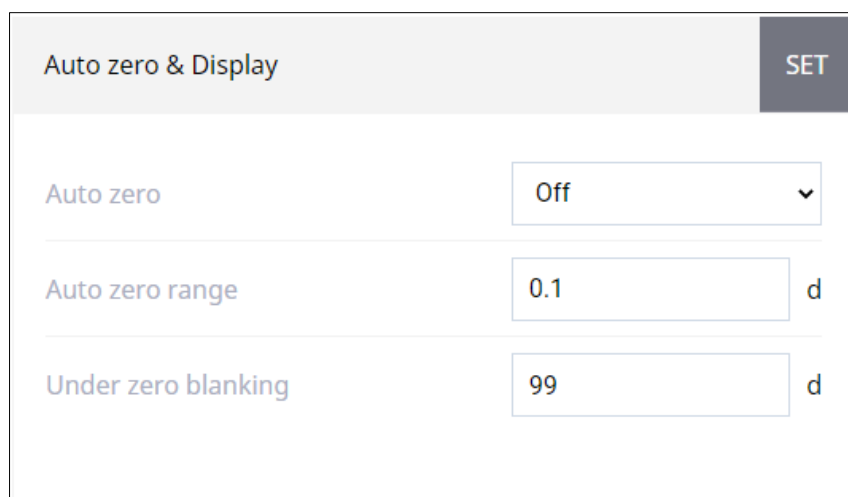 Auto zero & Display SET
Auto zero Off
Auto zero range 0.1 d
Under zero blanking 99 d